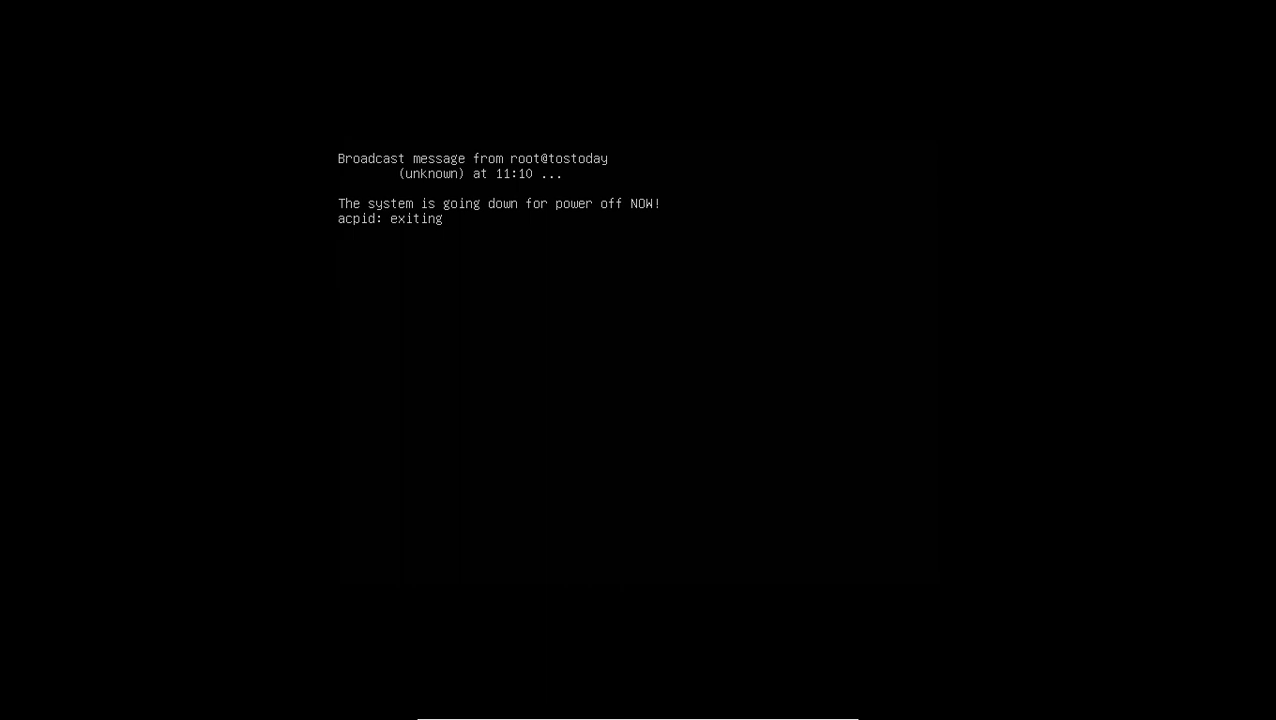 Broadcast message from root@tostoday
(unknown) at 11:10 ...
The system is going down for power off NOW!
acpid: exiting